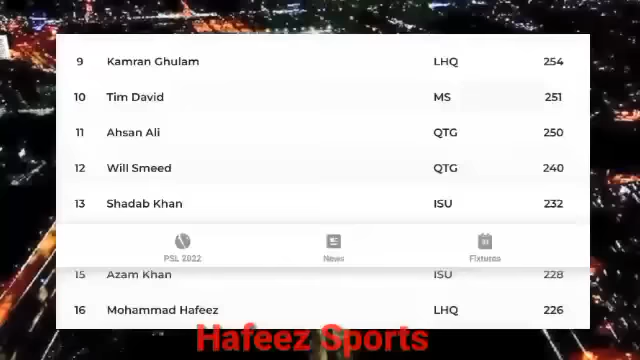 9 Kamran Ghulam LHQ 254
10 Tim David MS 251
11 Ahsan Ali QTG 250
12 Will Smeed QTG 240
13 Shadab Khan ISU 232
PSL 2022 News Fixtures
15 Azam Khan ISU 228
16 Mohammad Hafeez LHQ 226
Hafeez Sports